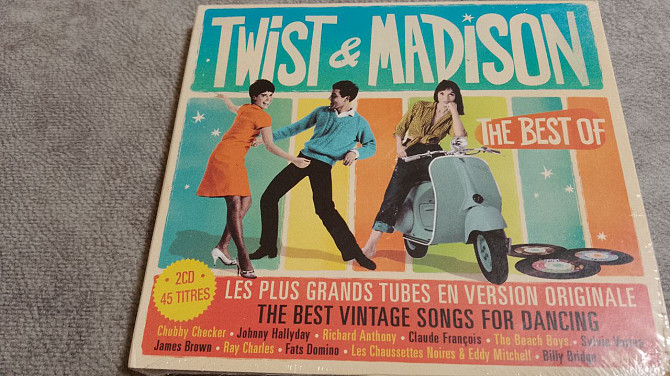 TWIST & MADISON
THE BEST OF
2CD
45 TITRES
LES PLUS GRANDS TUBES EN VERSION ORIGINALE
THE BEST VINTAGE SONGS FOR DANCING
Chubby Checker • Johnny Hallyday • Richard Anthony • Claude François • The Beach Boys • Sylvie
James Brown • Ray Charles • Fats Domino • Les Chaussettes Noires & Eddy Mitchell • Billy Bridge